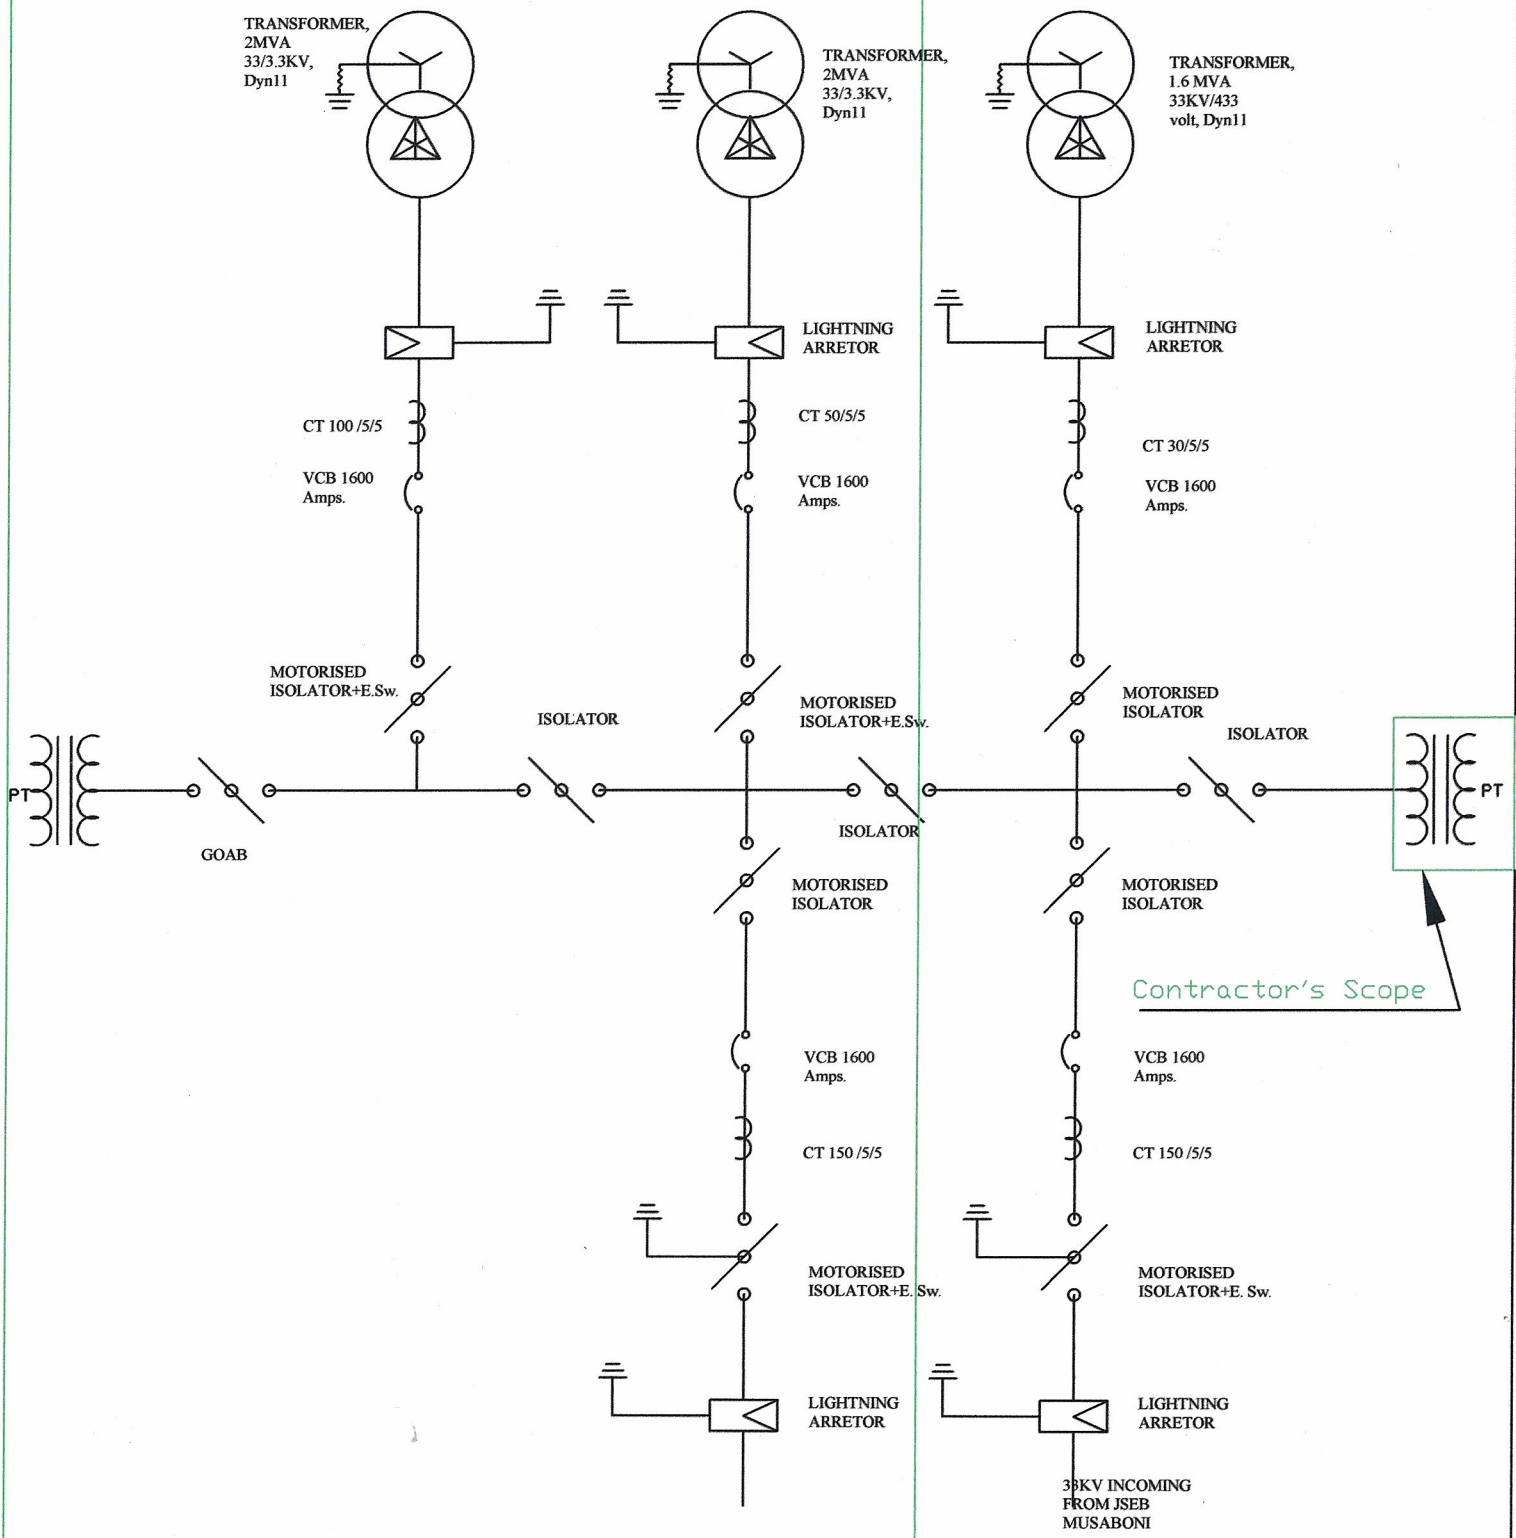 TRANSFORMER,
2MVA
33/3.3KV,
Dyn11
TRANSFORMER,
2MVA
33/3.3KV,
Dyn11
TRANSFORMER,
1.6 MVA
33KV/433
volt, Dyn11
LIGHTNING
ARRETOR
LIGHTNING
ARRETOR
CT 100 /5/5
CT 50/5/5
CT 30/5/5
VCB 1600
Amps.
VCB 1600
Amps.
VCB 1600
Amps.
MOTORISED
ISOLATOR+E.Sw.
ISOLATOR
MOTORISED
ISOLATOR+E.Sw.
MOTORISED
ISOLATOR
ISOLATOR
PT
GOAB
ISOLATOR
PT
MOTORISED
ISOLATOR
MOTORISED
ISOLATOR
Contractor's Scope
VCB 1600
Amps.
VCB 1600
Amps.
CT 150 /5/5
CT 150 /5/5
MOTORISED
ISOLATOR+E. Sw.
MOTORISED
ISOLATOR+E. Sw.
LIGHTNING
ARRETOR
LIGHTNING
ARRETOR
33KV INCOMING
FROM JSEB
MUSABONI